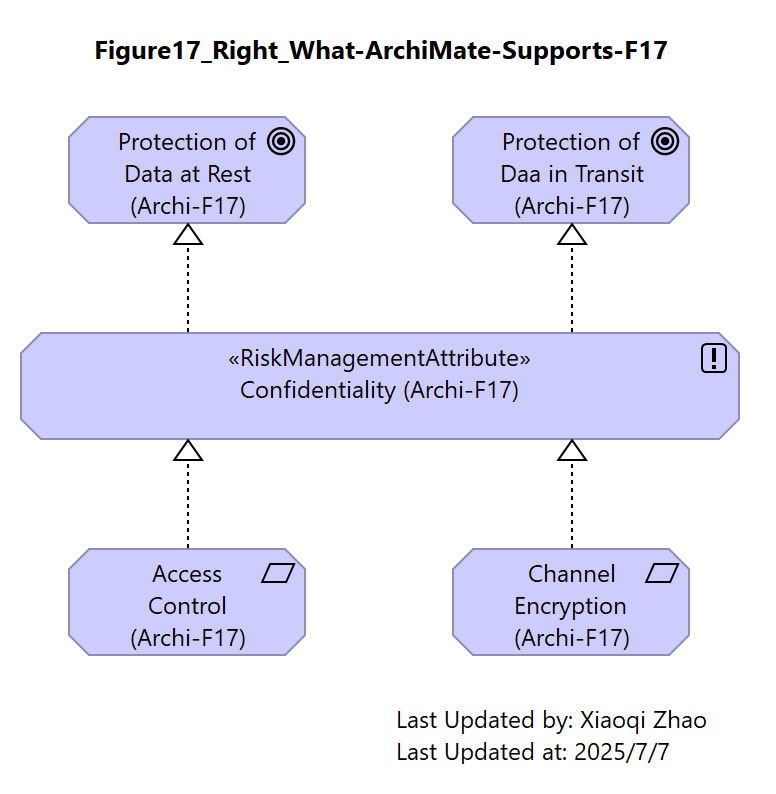 Figure17_Right_What-ArchiMate-Supports-F17
Protection of
Data at Rest
(Archi-F17)
Protection of
Daa in Transit
(Archi-F17)
«RiskManagementAttribute»
Confidentiality (Archi-F17)
Access
Control
(Archi-F17)
Channel
Encryption
(Archi-F17)
Last Updated by: Xiaoqi Zhao
Last Updated at: 2025/7/7